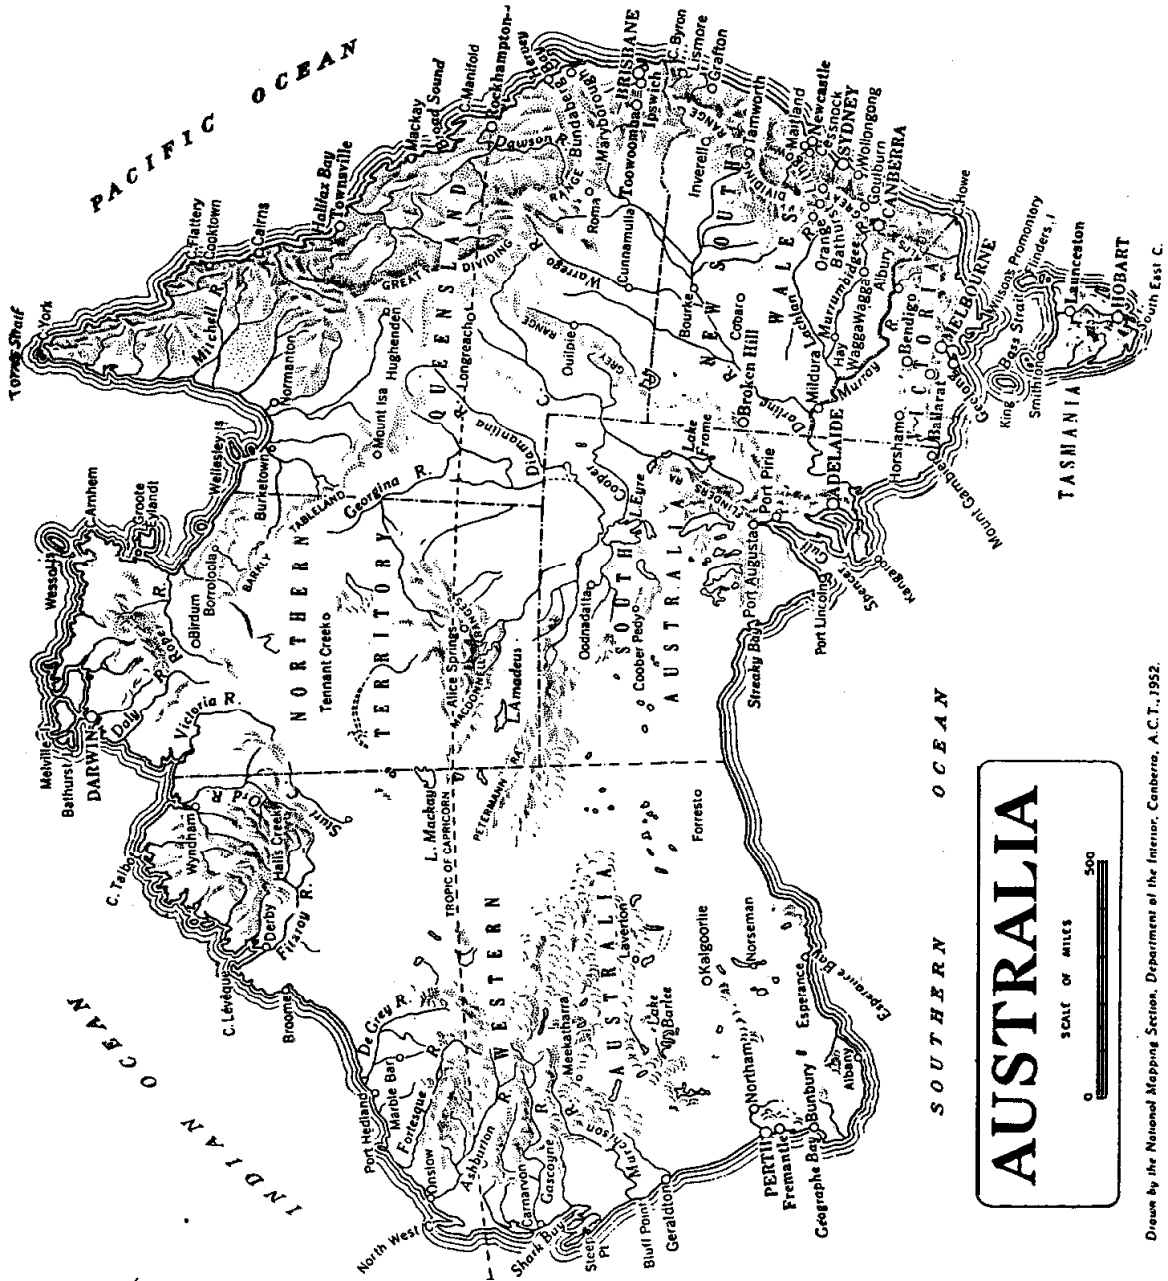 AUSTRALIA
SCALE OF MILES
0
500
Drawn by the National Mapping Section, Department of the Interior, Canberra, A.C.T., 1952.
INDIAN OCEAN
PACIFIC OCEAN
SOUTHERN OCEAN
TASMANIA
NORTHERN TERRITORY
QUEENSLAND
WESTERN AUSTRALIA
SOUTH AUSTRALIA
NEW SOUTH WALES
VICTORIA
TROPIC OF CAPRICORN
Torres Strait
C. York
Wessel Is
C. Arnhem
Groote Eylandt
Wellesley Is
Melville I
Bathurst I
DARWIN
Daly R.
Roper R.
Victoria R.
Birdum
Borroloola
Burketown
Normanton
Mitchell R.
C. Flattery
Cooktown
Cairns
Halifax Bay
Townsville
Mackay
Broad Sound
C. Manifold
Rockhampton
Hervey Bay
Bundaberg
Maryborough
BRISBANE
Ipswich
Toowoomba
C. Byron
Lismore
Grafton
Dawson R.
GREAT DIVIDING RANGE
Roma
Hughenden
Mount Isa
Longreach
Georgina R.
Diamantina R.
BARKLY TABLELAND
Tennant Creek
Alice Springs
MACDONNELL RANGES
L. Amadeus
PETERMANN RA
L. Mackay
C. Talbot
Wyndham
Ord R.
Halls Creek
Sturt
C. Lévêque
Derby
Fitzroy R.
Broome
De Grey R.
Port Hedland
Marble Bar
Fortesque R.
Onslow
North West C.
Ashburton R.
Carnarvon
Gascoyne R.
Shark Bay
Steep Pt
Murchison R.
Meekatharra
Bluff Point
Geraldton
Lake Barlee
Laverton
Kalgoorlie
Norseman
Forrest
Northam
PERTH
Fremantle
Bunbury
Geographe Bay
Albany
Esperance
Esperance Bay
Oodnadatta
Coober Pedy
Cooper
L. Eyre
Lake Frome
FLINDERS RA
Streaky Bay
Port Augusta
Port Pirie
Port Lincoln
Spencer Gulf
Kangaroo
ADELAIDE
Mount Gambier
Quilpie
GREY RANGE
Warrego R.
Cunnamulla
Bourke
Cobar
Broken Hill
Darling R.
Inverell
RANGE
Tamworth
DIVIDING
Maitland
Newcastle
Cessnock
SYDNEY
Wollongong
Goulburn
CANBERRA
Orange
Bathurst
Lachlan R.
Murrumbidgee R.
Mildura
Hay
Wagga Wagga
Albury
Murray R.
Horsham
Bendigo
Ballarat
Geelong
MELBOURNE
C. Howe
Wilsons Promontory
Flinders I
Bass Strait
King I
Smithton
Launceston
HOBART
South East C.